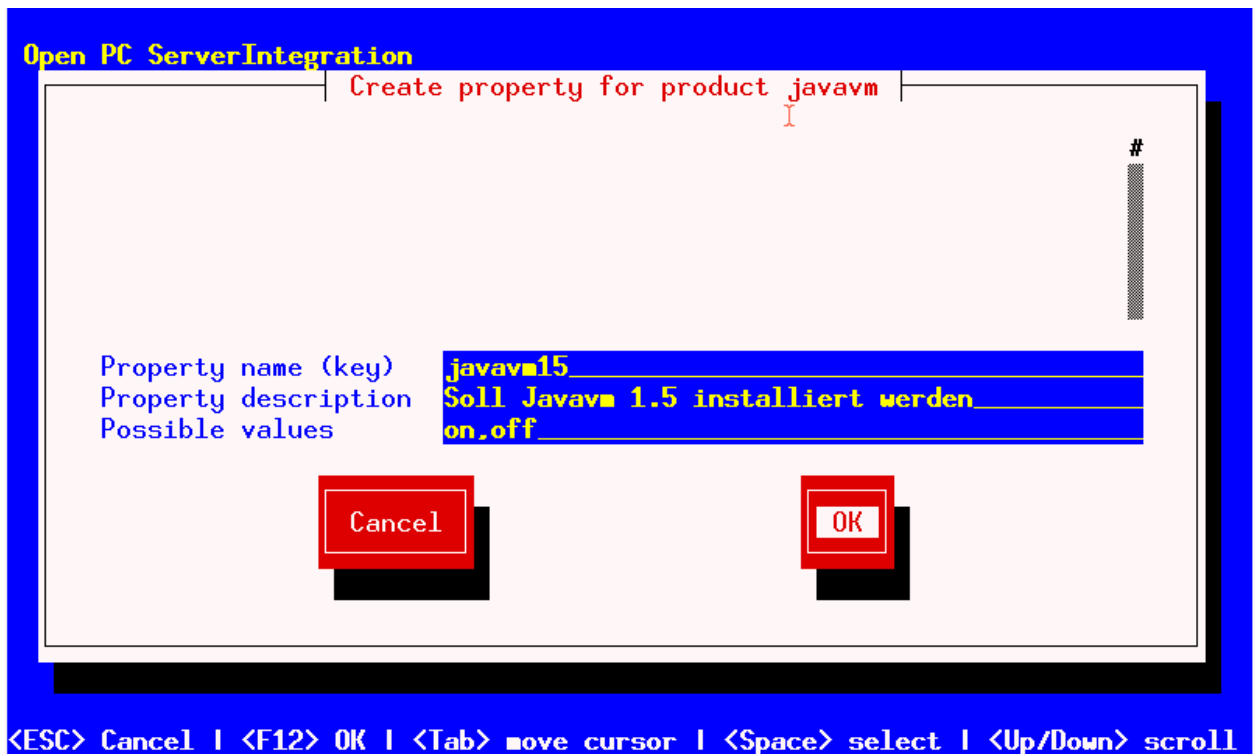 Open PC ServerIntegration
Create property for product javavm
#
Property name (key) javavm15
Property description Soll Javavm 1.5 installiert werden
Possible values on,off
Cancel OK
<ESC> Cancel | <F12> OK | <Tab> move cursor | <Space> select | <Up/Down> scroll